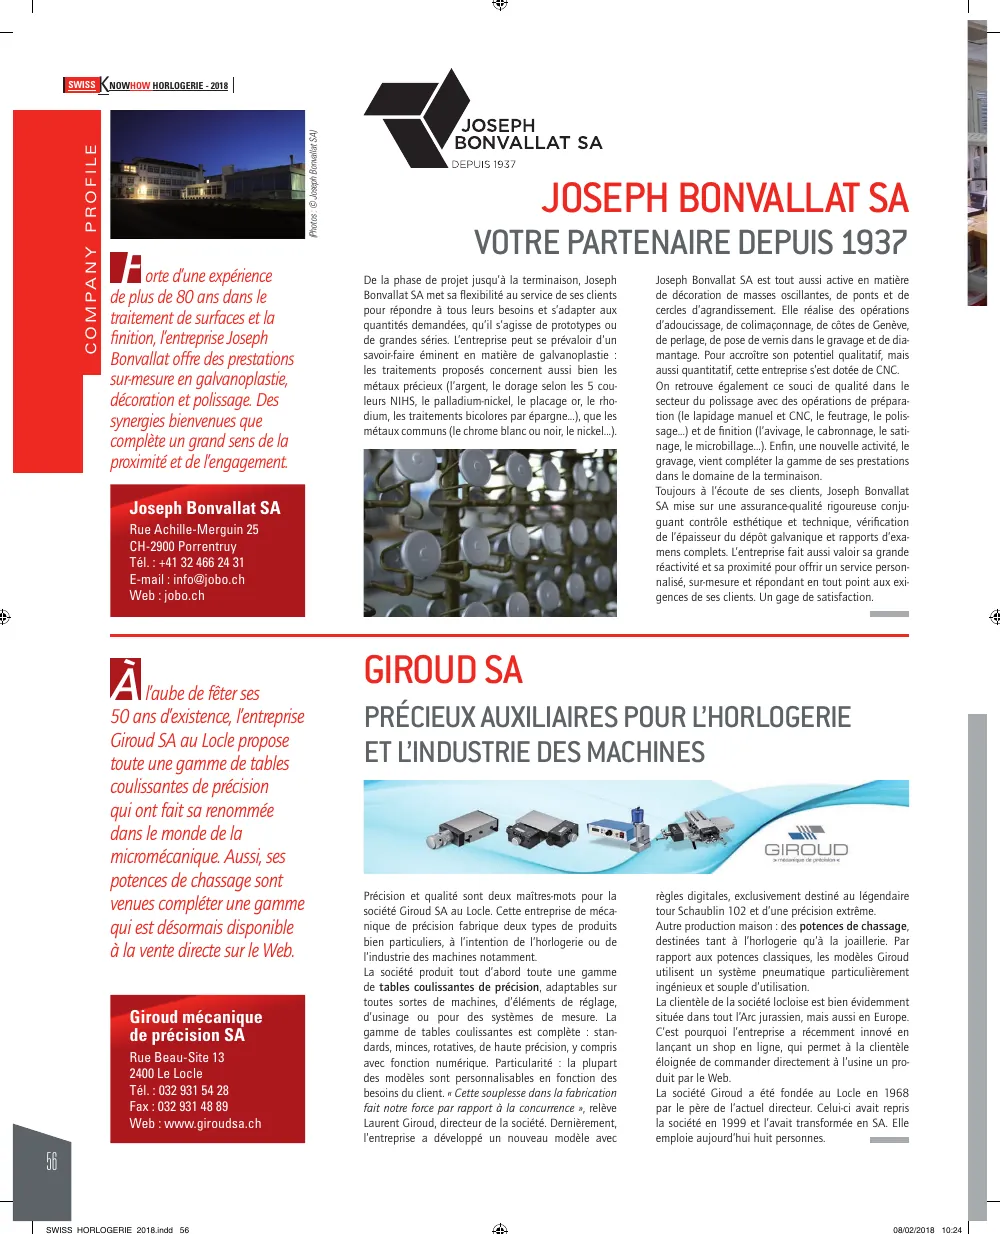 SWISS KNOWHOW HORLOGERIE - 2018
COMPANY PROFILE
(Photos : © Joseph Bonvallat SA)
JOSEPH
BONVALLAT SA
DEPUIS 1937
JOSEPH BONVALLAT SA
VOTRE PARTENAIRE DEPUIS 1937
Forte d'une expérience
de plus de 80 ans dans le
traitement de surfaces et la
finition, l'entreprise Joseph
Bonvallat offre des prestations
sur-mesure en galvanoplastie,
décoration et polissage. Des
synergies bienvenues que
complète un grand sens de la
proximité et de l'engagement.
Joseph Bonvallat SA
Rue Achille-Merguin 25
CH-2900 Porrentruy
Tél. : +41 32 466 24 31
E-mail : info@jobo.ch
Web : jobo.ch
De la phase de projet jusqu'à la terminaison, Joseph
Bonvallat SA met sa flexibilité au service de ses clients
pour répondre à tous leurs besoins et s'adapter aux
quantités demandées, qu'il s'agisse de prototypes ou
de grandes séries. L'entreprise peut se prévaloir d'un
savoir-faire éminent en matière de galvanoplastie :
les traitements proposés concernent aussi bien les
métaux précieux (l'argent, le dorage selon les 5 cou-
leurs NIHS, le palladium-nickel, le placage or, le rho-
dium, les traitements bicolores par épargne...), que les
métaux communs (le chrome blanc ou noir, le nickel...).
Joseph Bonvallat SA est tout aussi active en matière
de décoration de masses oscillantes, de ponts et de
cercles d'agrandissement. Elle réalise des opérations
d'adoucissage, de colimaçonnage, de côtes de Genève,
de perlage, de pose de vernis dans le gravage et de dia-
mantage. Pour accroître son potentiel qualitatif, mais
aussi quantitatif, cette entreprise s'est dotée de CNC.
On retrouve également ce souci de qualité dans le
secteur du polissage avec des opérations de prépara-
tion (le lapidage manuel et CNC, le feutrage, le polis-
sage...) et de finition (l'avivage, le cabronnage, le sati-
nage, le microbillage...). Enfin, une nouvelle activité, le
gravage, vient compléter la gamme de ses prestations
dans le domaine de la terminaison.
Toujours à l'écoute de ses clients, Joseph Bonvallat
SA mise sur une assurance-qualité rigoureuse conju-
guant contrôle esthétique et technique, vérification
de l'épaisseur du dépôt galvanique et rapports d'exa-
mens complets. L'entreprise fait aussi valoir sa grande
réactivité et sa proximité pour offrir un service person-
nalisé, sur-mesure et répondant en tout point aux exi-
gences de ses clients. Un gage de satisfaction.
À l'aube de fêter ses
50 ans d'existence, l'entreprise
Giroud SA au Locle propose
toute une gamme de tables
coulissantes de précision
qui ont fait sa renommée
dans le monde de la
micromécanique. Aussi, ses
potences de chassage sont
venues compléter une gamme
qui est désormais disponible
à la vente directe sur le Web.
Giroud mécanique
de précision SA
Rue Beau-Site 13
2400 Le Locle
Tél. : 032 931 54 28
Fax : 032 931 48 89
Web : www.giroudsa.ch
GIROUD SA
PRÉCIEUX AUXILIAIRES POUR L'HORLOGERIE
ET L'INDUSTRIE DES MACHINES
GIROUD
mécanique de précision
Précision et qualité sont deux maîtres-mots pour la
société Giroud SA au Locle. Cette entreprise de méca-
nique de précision fabrique deux types de produits
bien particuliers, à l'intention de l'horlogerie ou de
l'industrie des machines notamment.
La société produit tout d'abord toute une gamme
de tables coulissantes de précision, adaptables sur
toutes sortes de machines, d'éléments de réglage,
d'usinage ou pour des systèmes de mesure. La
gamme de tables coulissantes est complète : stan-
dards, minces, rotatives, de haute précision, y compris
avec fonction numérique. Particularité : la plupart
des modèles sont personnalisables en fonction des
besoins du client. « Cette souplesse dans la fabrication
fait notre force par rapport à la concurrence », relève
Laurent Giroud, directeur de la société. Dernièrement,
l'entreprise a développé un nouveau modèle avec
règles digitales, exclusivement destiné au légendaire
tour Schaublin 102 et d'une précision extrême.
Autre production maison : des potences de chassage,
destinées tant à l'horlogerie qu'à la joaillerie. Par
rapport aux potences classiques, les modèles Giroud
utilisent un système pneumatique particulièrement
ingénieux et souple d'utilisation.
La clientèle de la société locloise est bien évidemment
située dans tout l'Arc jurassien, mais aussi en Europe.
C'est pourquoi l'entreprise a récemment innové en
lançant un shop en ligne, qui permet à la clientèle
éloignée de commander directement à l'usine un pro-
duit par le Web.
La société Giroud a été fondée au Locle en 1968
par le père de l'actuel directeur. Celui-ci avait repris
la société en 1999 et l'avait transformée en SA. Elle
emploie aujourd'hui huit personnes.
56
SWISS_HORLOGERIE_2018.indd 56
08/02/2018 10:24